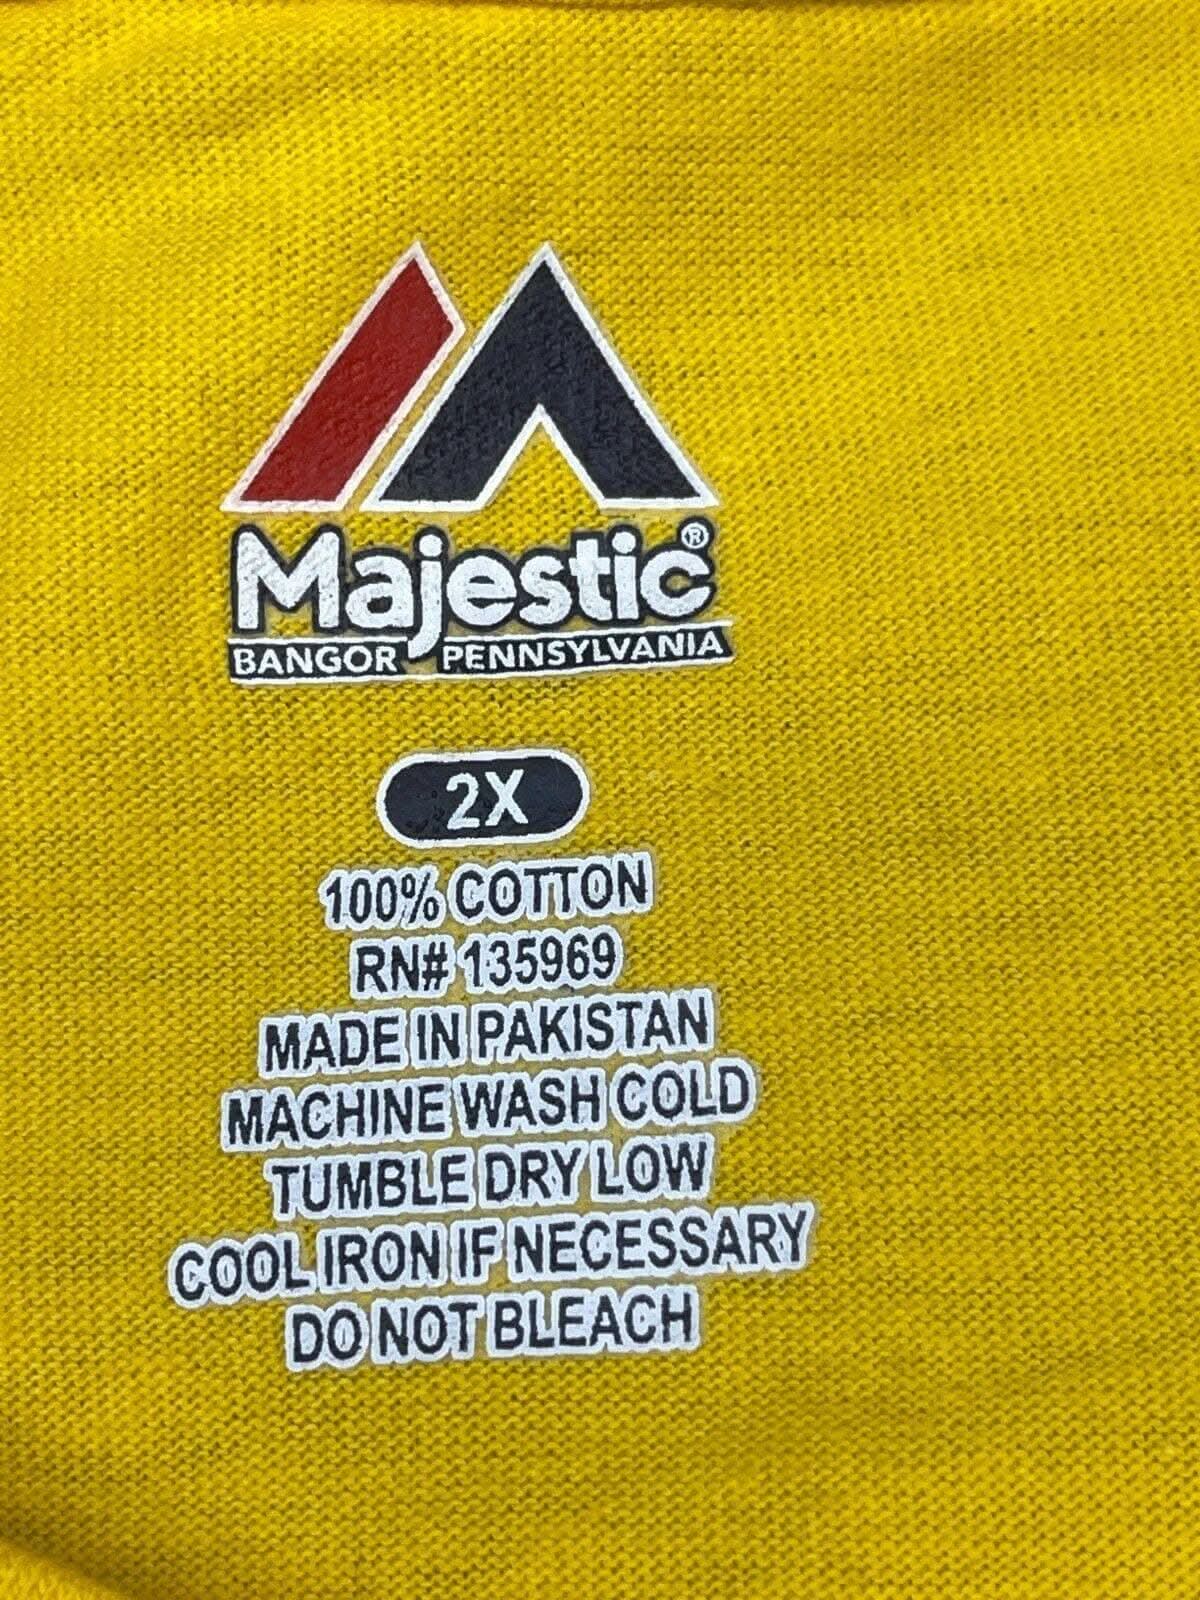 Majestic®
BANGOR PENNSYLVANIA
2X
100% COTTON
RN# 135969
MADE IN PAKISTAN
MACHINE WASH COLD
TUMBLE DRY LOW
COOL IRON IF NECESSARY
DO NOT BLEACH